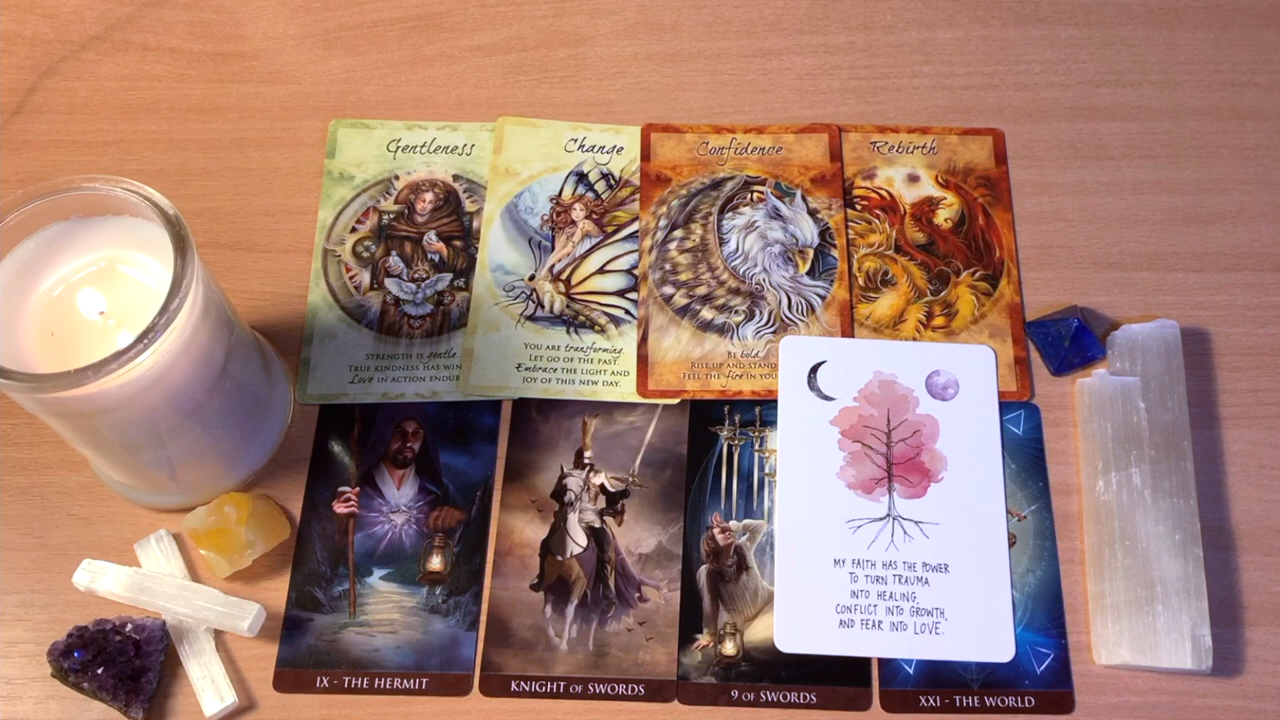 Gentleness
Change
Confidence
Rebirth
STRENGTH IS gentle.
TRUE KINDNESS HAS
Love IN ACTION
YOU ARE transforming.
LET GO OF THE PAST.
Embrace THE LIGHT AND
JOY OF THIS NEW DAY.
BE bold
RISE UP AND STAND
FEEL THE fire IN
MY FAITH HAS THE POWER
TO TURN TRAUMA
INTO HEALING,
CONFLICT INTO GROWTH,
AND FEAR INTO LOVE.
IX - THE HERMIT
KNIGHT OF SWORDS
9 OF SWORDS
XXI - THE WORLD